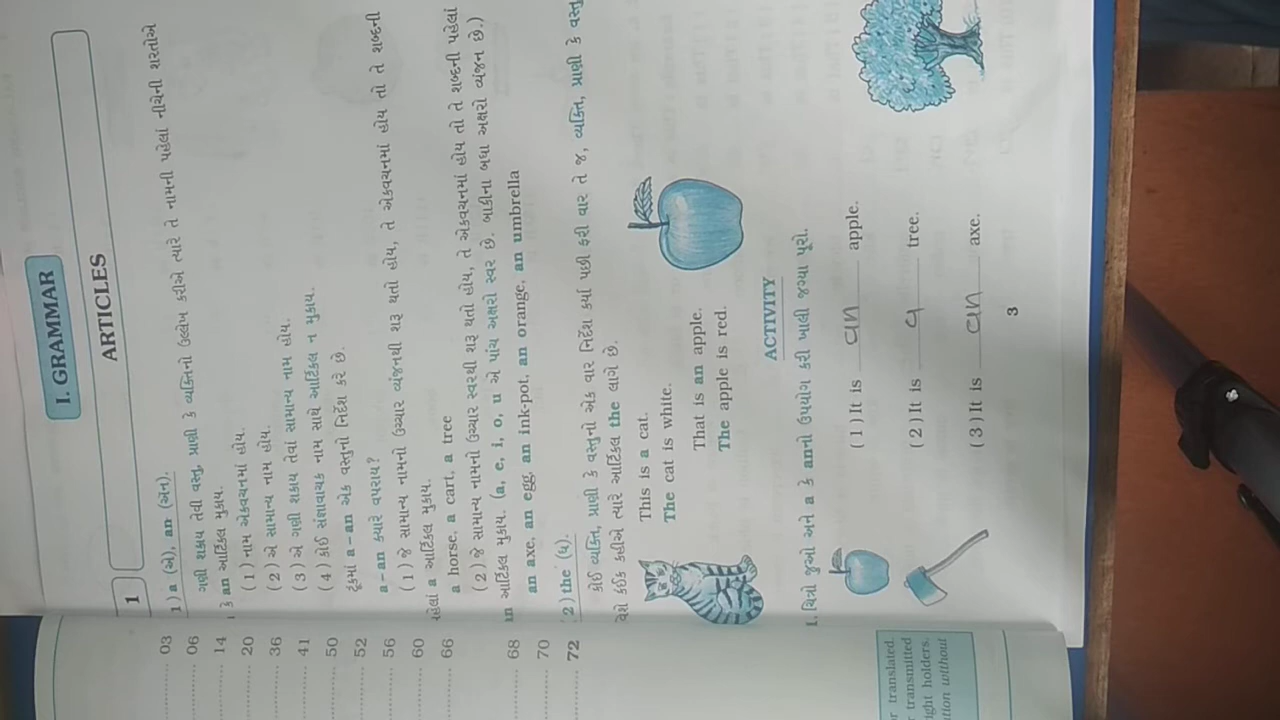 I. GRAMMAR
1
ARTICLES
1) a (એ), an (એન).
ગણી શકાય તેવી વસ્તુ, પ્રાણી કે વ્યક્તિનો ઉલ્લેખ કરીએ ત્યારે તે નામની પહેલાં નીચેની શરતોએ
કે an આર્ટિકલ મુકાય.
(1) નામ એકવચનમાં હોય.
(2) એ સામાન્ય નામ હોય.
(3) એ ગણી શકાય તેવાં સામાન્ય નામ હોય.
(4) કોઈ સંજ્ઞાવાચક નામ સાથે આર્ટિકલ ન મુકાય.
ટૂંકમાં a – an એક વસ્તુનો નિર્દેશ કરે છે.
a – an ક્યારે વપરાય?
(1) જે સામાન્ય નામનો ઉચ્ચાર વ્યંજનથી શરૂ થતો હોય, તે એકવચનમાં હોય તો તે શબ્દની
પહેલાં a આર્ટિકલ મુકાય.
a horse, a cart, a tree
(2) જે સામાન્ય નામનો ઉચ્ચાર સ્વરથી શરૂ થતો હોય, તે એકવચનમાં હોય તો તે શબ્દની પહેલાં
an આર્ટિકલ મુકાય. (a, e, i, o, u એ પાંચ અક્ષરો સ્વર છે. બાકીના બધા અક્ષરો વ્યંજન છે.)
an axe, an egg, an ink-pot, an orange, an umbrella
2) the (ધ).
કોઈ વ્યક્તિ, પ્રાણી કે વસ્તુનો એક વાર નિર્દેશ કર્યા પછી ફરી વાર તે જ, વ્યક્તિ, પ્રાણી કે વસ્તુ
વિશે કંઈક કહીએ ત્યારે આર્ટિકલ the લાગે છે.
This is a cat.
The cat is white.
That is an apple.
The apple is red.
ACTIVITY
1. ચિત્રો જુઓ અને a કે anનો ઉપયોગ કરી ખાલી જગ્યા પૂરો.
(1) It is an apple.
(2) It is a tree.
(3) It is an axe.
3
03
06
14
20
36
41
50
52
56
60
66
68
70
72
r translated.
r transmitted
ight holders.
tion without